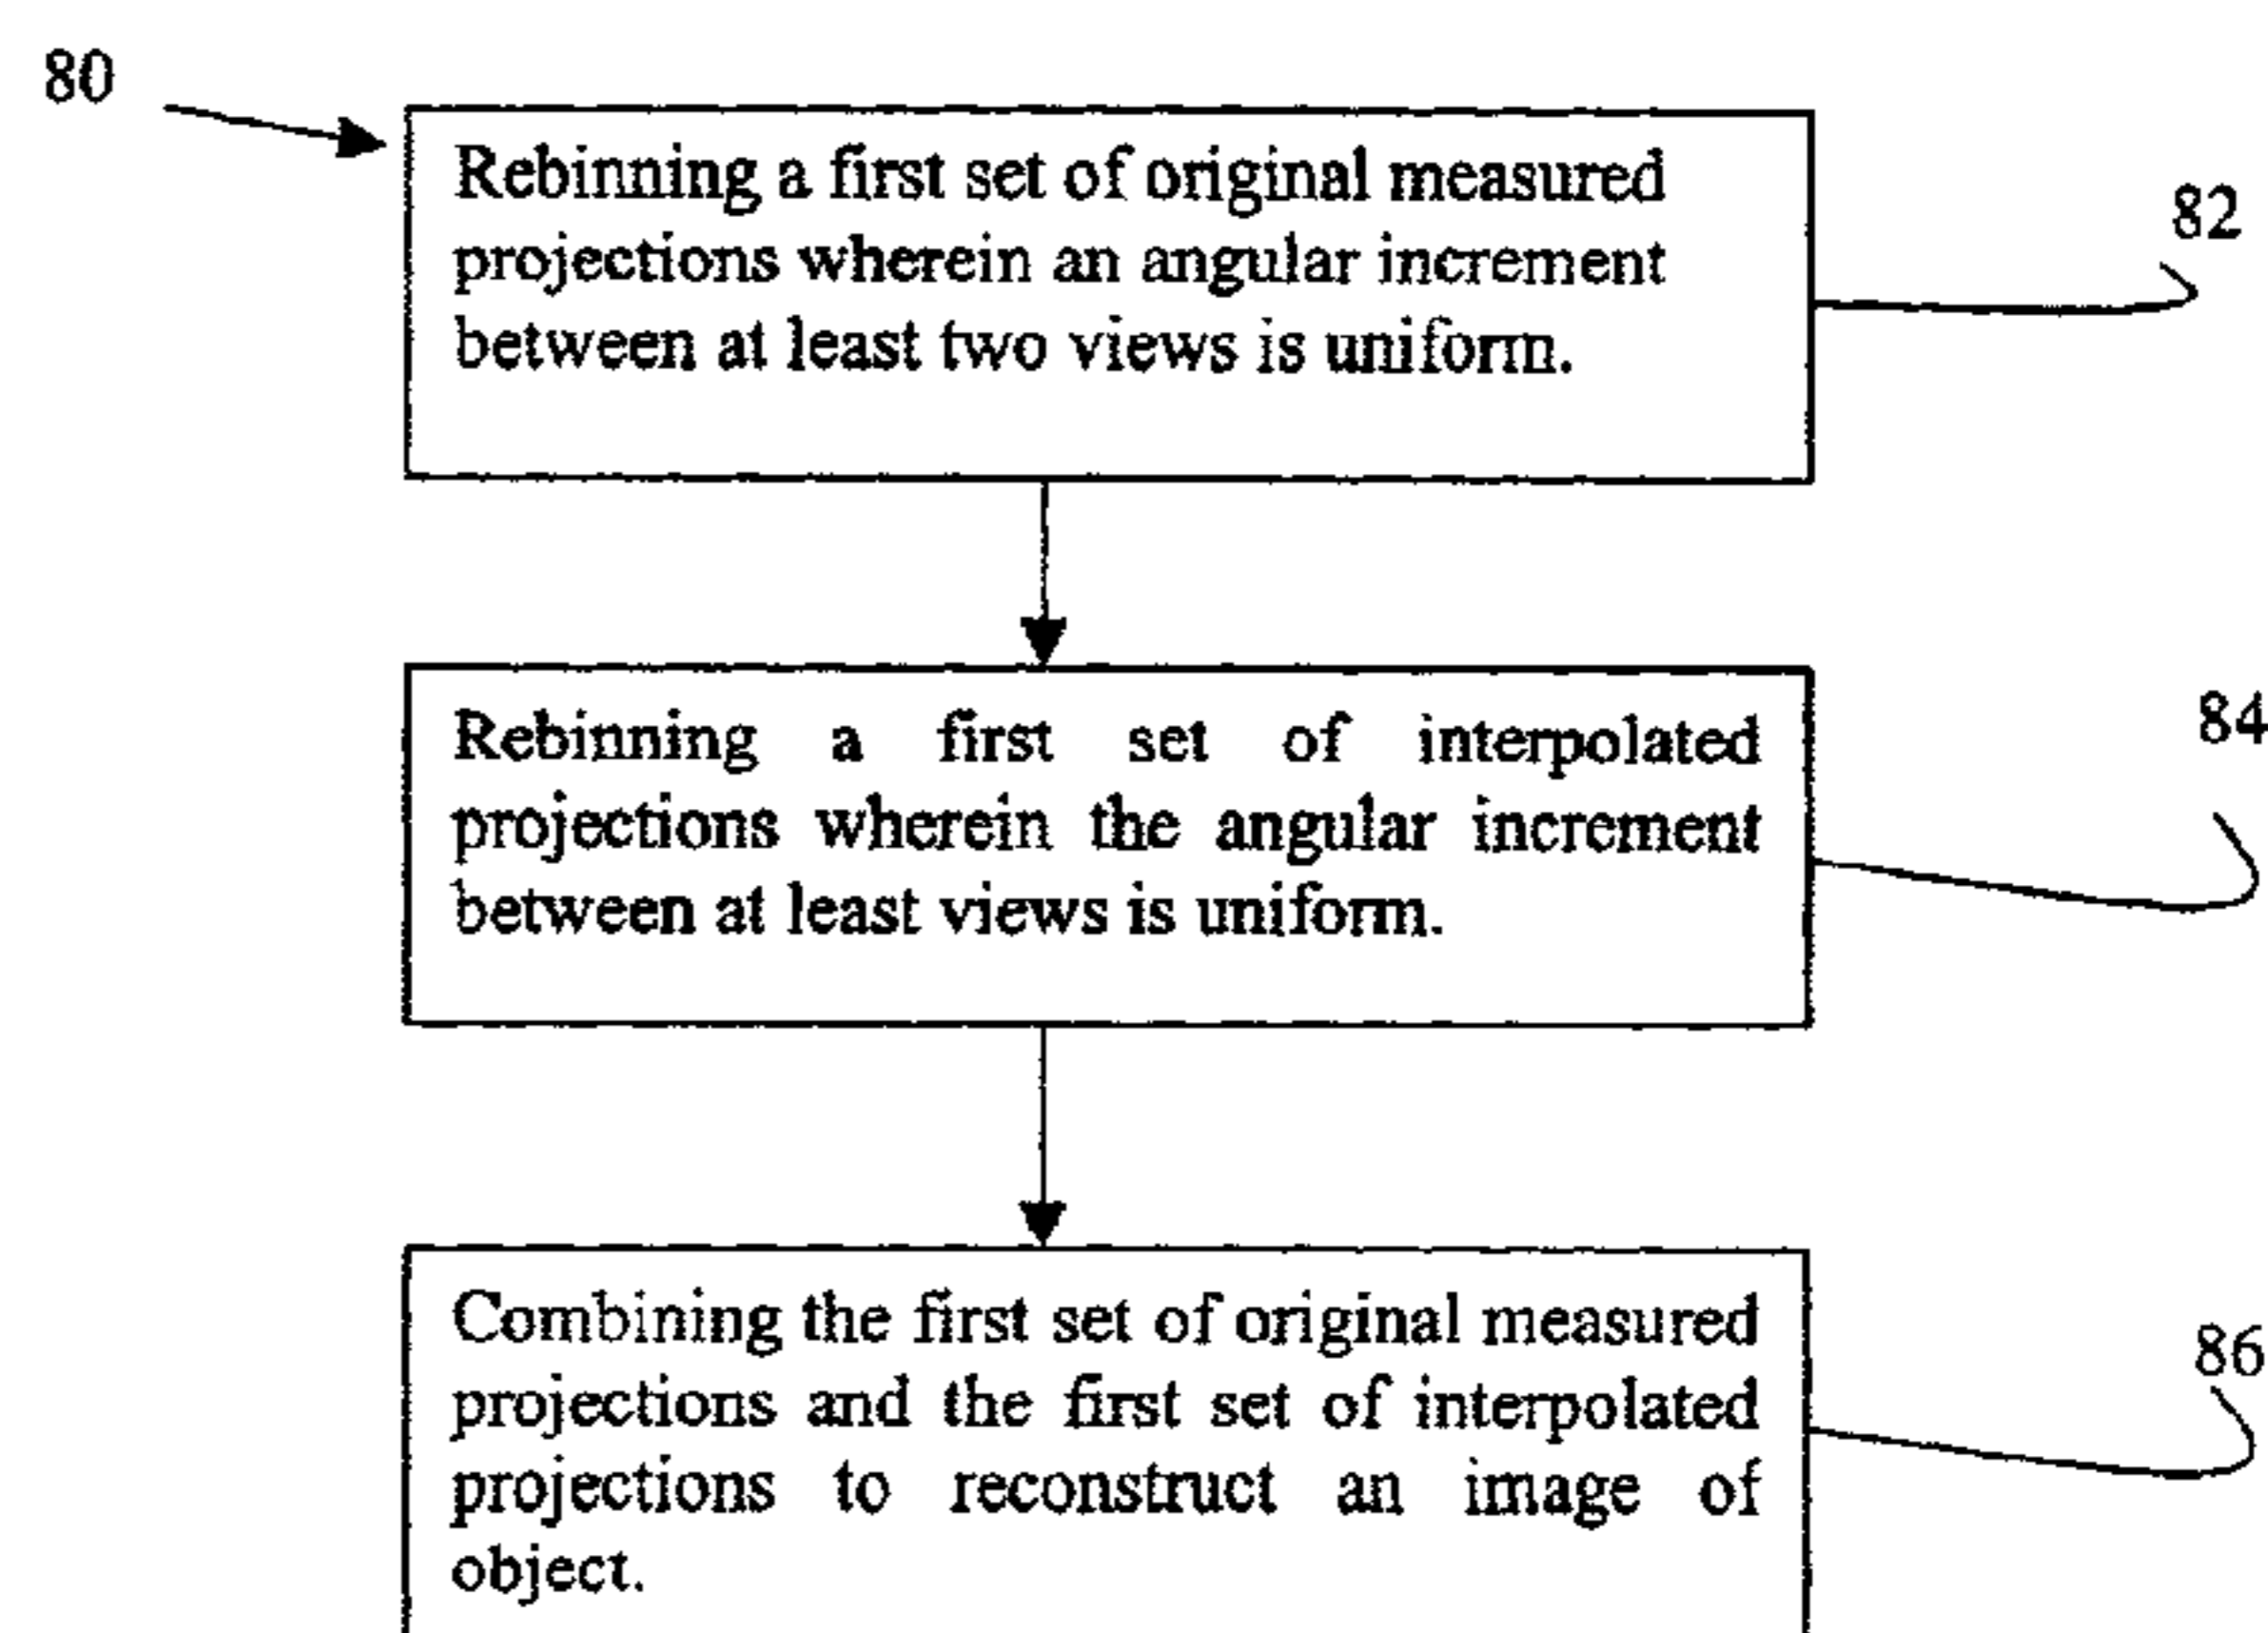 80
Rebinning a first set of original measured
projections wherein an angular increment
between at least two views is uniform.
82
Rebinning a first set of interpolated
projections wherein the angular increment
between at least views is uniform.
84
Combining the first set of original measured
projections and the first set of interpolated
projections to reconstruct an image of
object.
86